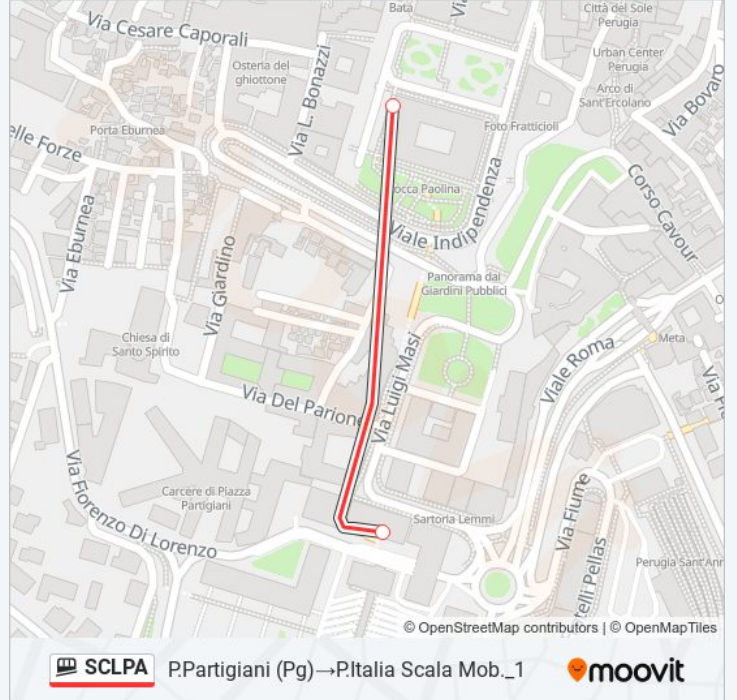 Bata
Via Cesare Caporali
Città del Sole
Perugia
Osteria del
ghiottone
Via L. Bonazzi
Urban Center
Perugia
Arco di
Sant'Ercolano
Via Bovaro
Porta Eburnea
Foto Fratticioli
elle Forze
occa Paolina
Viale Indipendenza
Corso Cavour
Via Eburnea
Via Giardino
Panorama dai
Giardini Pubblici
Chiesa di
Santo Spirito
Via Luigi Masi
Meta
Viale Roma
Via Del Parione
Via Fiorenzo Di Lorenzo
Carcere di Piazza
Partigiani
Sartoria Lemmi
Via Fiume
telli Pellas
Perugia Sant'Anr
© OpenStreetMap contributors | © OpenMapTiles
SCLPA P.Partigiani (Pg)→P.Italia Scala Mob._1
moovit